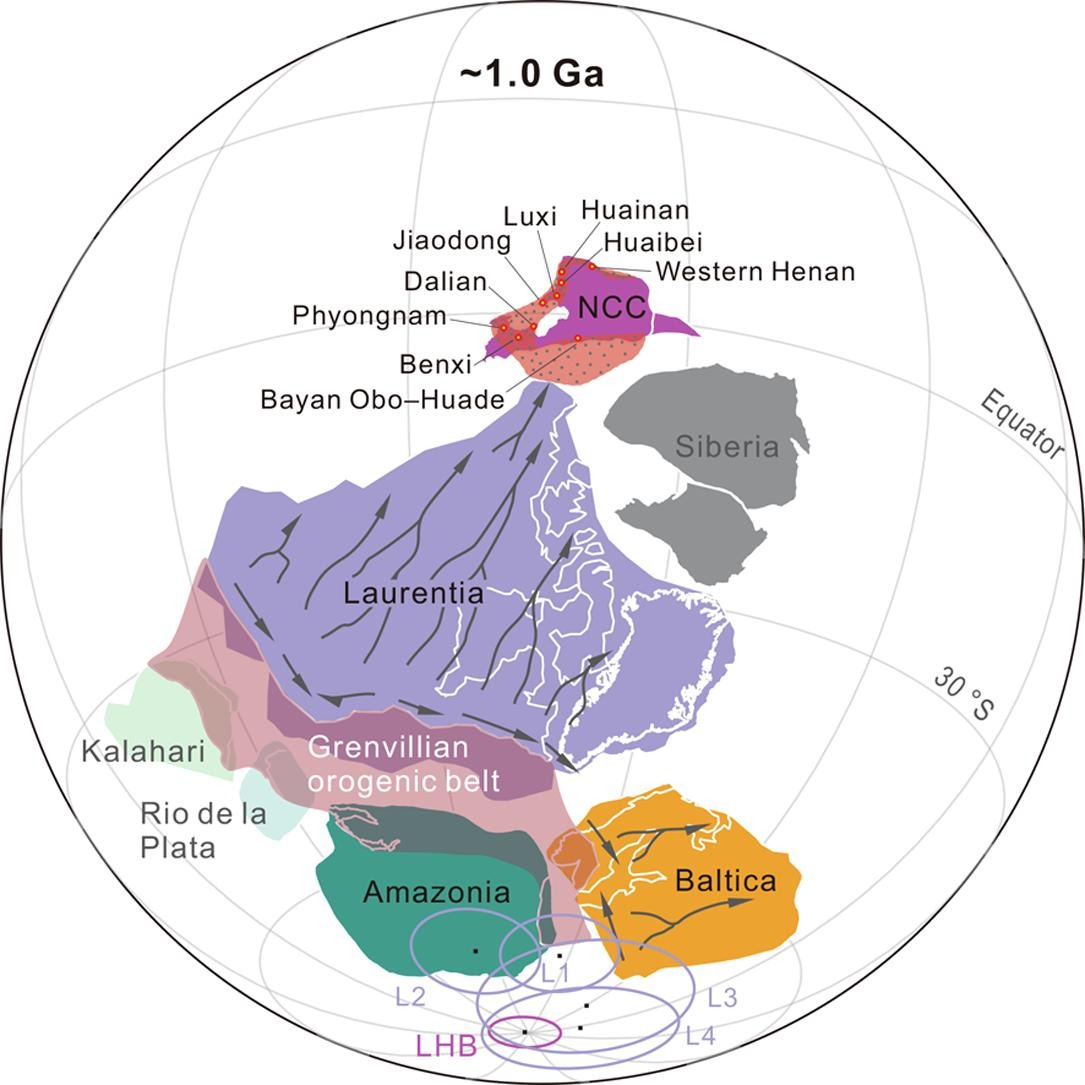 ~1.0 Ga
Luxi
Huainan
Jiaodong
Huaibei
Dalian
Western Henan
Phyongnam
NCC
Benxi
Bayan Obo–Huade
Equator
Siberia
Laurentia
30 °S
Kalahari
Grenvillian
orogenic belt
Rio de la
Plata
Amazonia
Baltica
L1
L2
L3
L4
LHB